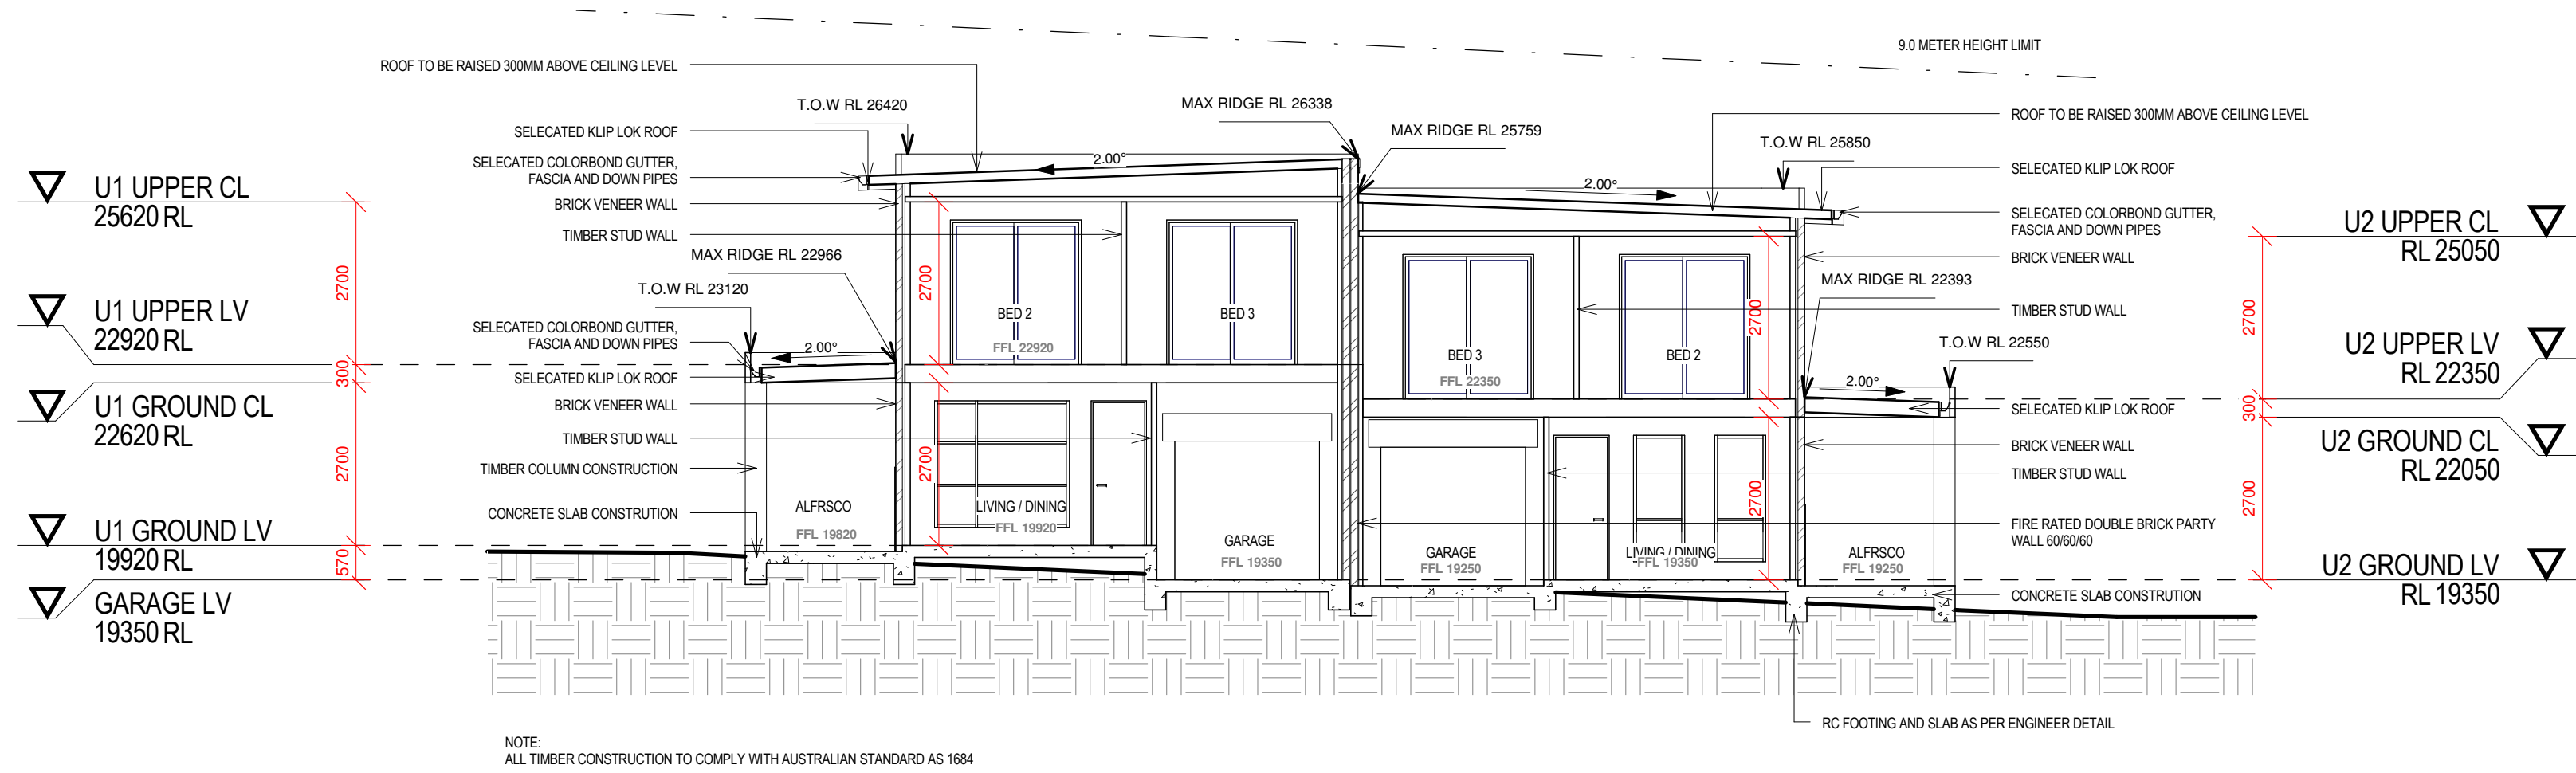 9.0 METER HEIGHT LIMIT
ROOF TO BE RAISED 300MM ABOVE CEILING LEVEL
T.O.W RL 26420
SELECATED KLIP LOK ROOF
SELECATED COLORBOND GUTTER,
FASCIA AND DOWN PIPES
BRICK VENEER WALL
TIMBER STUD WALL
MAX RIDGE RL 22966
T.O.W RL 23120
SELECATED COLORBOND GUTTER,
FASCIA AND DOWN PIPES
SELECATED KLIP LOK ROOF
BRICK VENEER WALL
TIMBER STUD WALL
TIMBER COLUMN CONSTRUCTION
CONCRETE SLAB CONSTRUTION
U1 UPPER CL
25620 RL
U1 UPPER LV
22920 RL
U1 GROUND CL
22620 RL
U1 GROUND LV
19920 RL
GARAGE LV
19350 RL
2700
300
2700
570
MAX RIDGE RL 26338
MAX RIDGE RL 25759
2.00°
2.00°
2.00°
2.00°
2700
2700
BED 2
FFL 22920
BED 3
ALFRSCO
FFL 19820
LIVING / DINING
FFL 19920
GARAGE
FFL 19350
BED 3
FFL 22350
BED 2
2700
2700
GARAGE
FFL 19250
LIVING / DINING
FFL 19350
ALFRSCO
FFL 19250
T.O.W RL 25850
MAX RIDGE RL 22393
T.O.W RL 22550
ROOF TO BE RAISED 300MM ABOVE CEILING LEVEL
SELECATED KLIP LOK ROOF
SELECATED COLORBOND GUTTER,
FASCIA AND DOWN PIPES
BRICK VENEER WALL
TIMBER STUD WALL
SELECATED KLIP LOK ROOF
BRICK VENEER WALL
TIMBER STUD WALL
FIRE RATED DOUBLE BRICK PARTY
WALL 60/60/60
CONCRETE SLAB CONSTRUTION
RC FOOTING AND SLAB AS PER ENGINEER DETAIL
2700
300
2700
U2 UPPER CL
RL 25050
U2 UPPER LV
RL 22350
U2 GROUND CL
RL 22050
U2 GROUND LV
RL 19350
NOTE:
ALL TIMBER CONSTRUCTION TO COMPLY WITH AUSTRALIAN STANDARD AS 1684